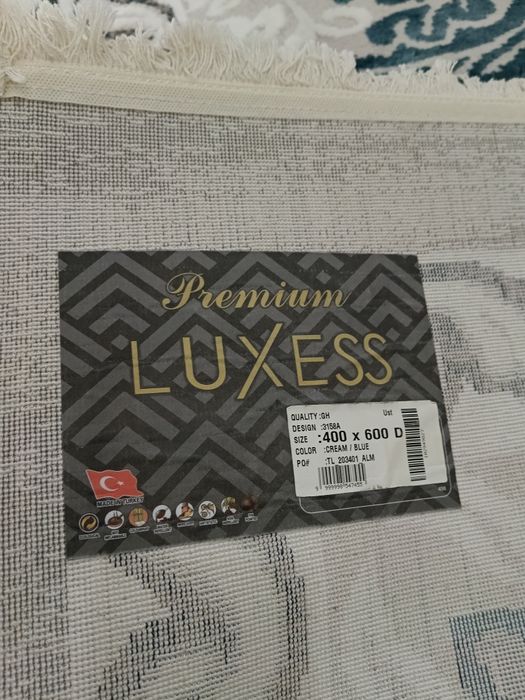 Premium
LUXESS
QUALITY :GH
Ust
DESIGN :3158A
SIZE :400 x 600 D
COLOR :CREAM / BLUE
PO# :TL 203401 ALM
MADE IN TURKEY